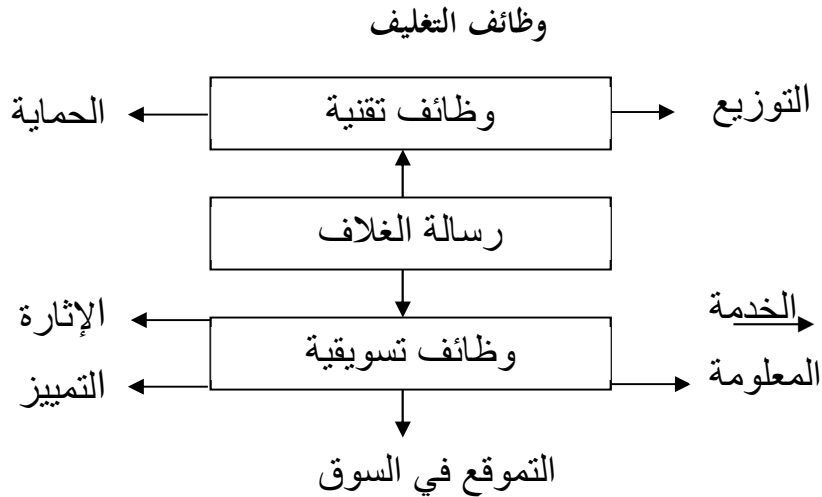 وظائف التغليف
التوزيع
وظائف تقنية
الحماية
رسالة الغلاف
الخدمة
الإثارة
وظائف تسويقية
المعلومة
التمييز
التموقع في السوق